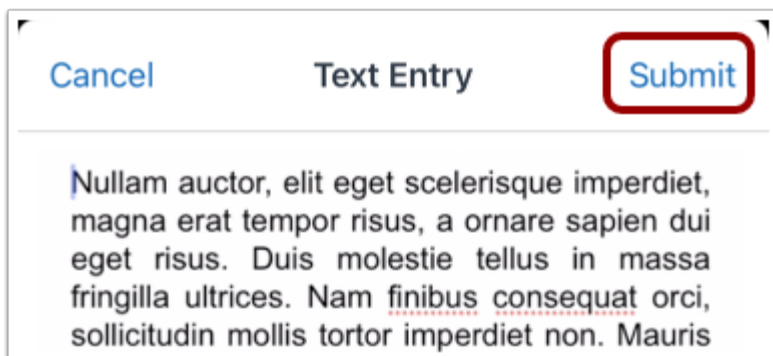 Cancel Text Entry Submit
Nullam auctor, elit eget scelerisque imperdiet,
magna erat tempor risus, a ornare sapien dui
eget risus. Duis molestie tellus in massa
fringilla ultrices. Nam finibus consequat orci,
sollicitudin mollis tortor imperdiet non. Mauris